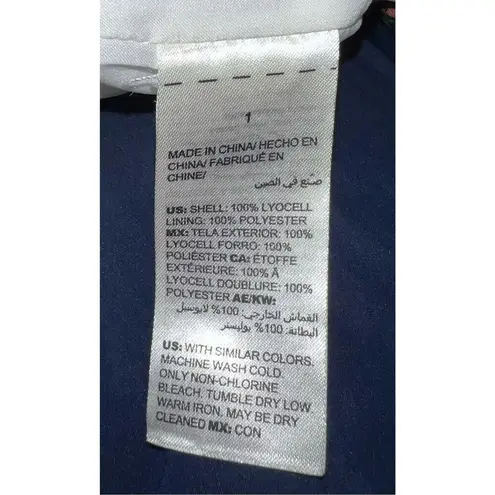 1
MADE IN CHINA/ HECHO EN
CHINA/ FABRIQUÉ EN
CHINE/
صنع في الصين
US: SHELL: 100% LYOCELL
LINING: 100% POLYESTER
MX: TELA EXTERIOR: 100%
LYOCELL FORRO: 100%
POLIÉSTER CA: ÉTOFFE
EXTÉRIEURE: 100% Â
LYOCELL DOUBLURE: 100%
POLYESTER AE/KW:
القماش الخارجي: 100% لايوسيل
البطانة: 100% بوليستر
US: WITH SIMILAR COLORS.
MACHINE WASH COLD.
ONLY NON-CHLORINE
BLEACH. TUMBLE DRY LOW.
WARM IRON. MAY BE DRY
CLEANED MX: CON